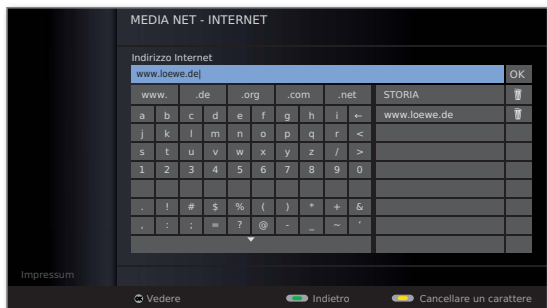 MEDIA NET - INTERNET
Indirizzo Internet
www.loewe.de
OK
www. .de .org .com .net STORIA
a b c d e f g h i ← www.loewe.de
j k l m n o p q r <
s t u v w x y z / >
1 2 3 4 5 6 7 8 9 0
. ! # $ % ( ) * + &
, : ; = ? @ - _ ~ '
Impressum
OK Vedere Indietro Cancellare un carattere